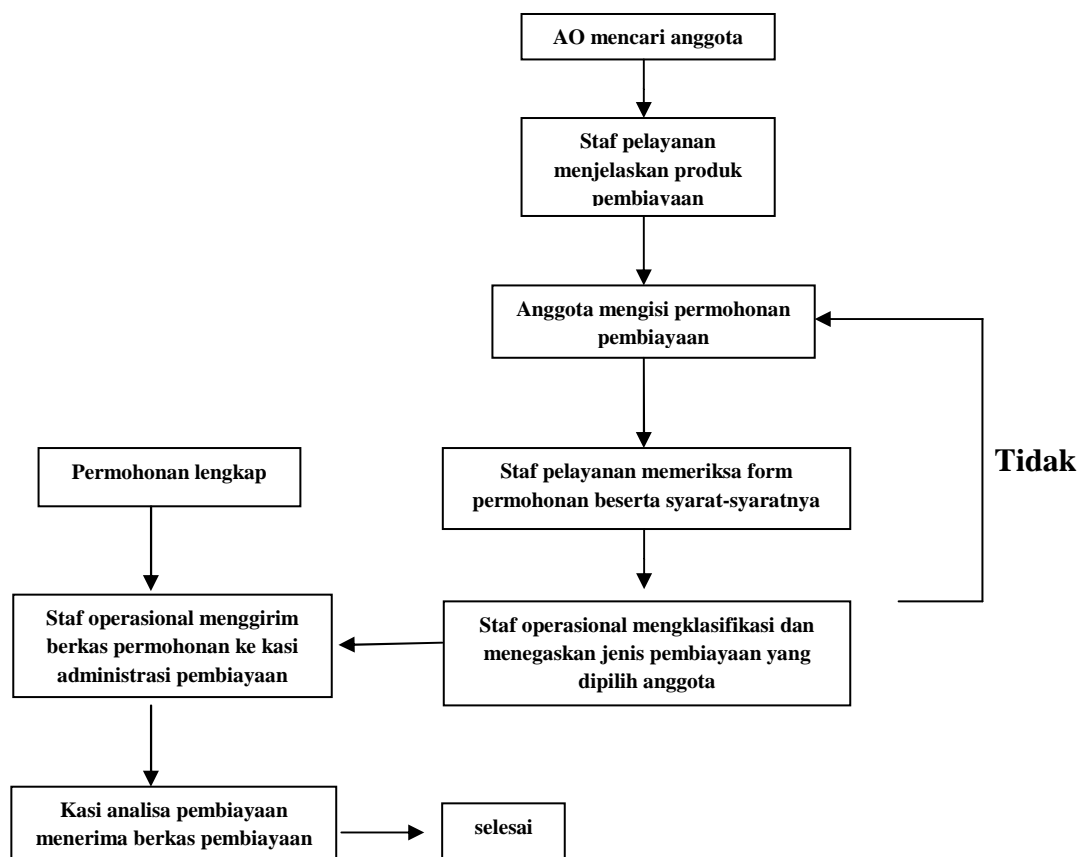 AO mencari anggota
Staf pelayanan
menjelaskan produk
pembiayaan
Anggota mengisi permohonan
pembiayaan
Tidak
Permohonan lengkap
Staf pelayanan memeriksa form
permohonan beserta syarat-syaratnya
Staf operasional menggirim
berkas permohonan ke kasi
administrasi pembiayaan
Staf operasional mengklasifikasi dan
menegaskan jenis pembiayaan yang
dipilih anggota
Kasi analisa pembiayaan
menerima berkas pembiayaan
selesai